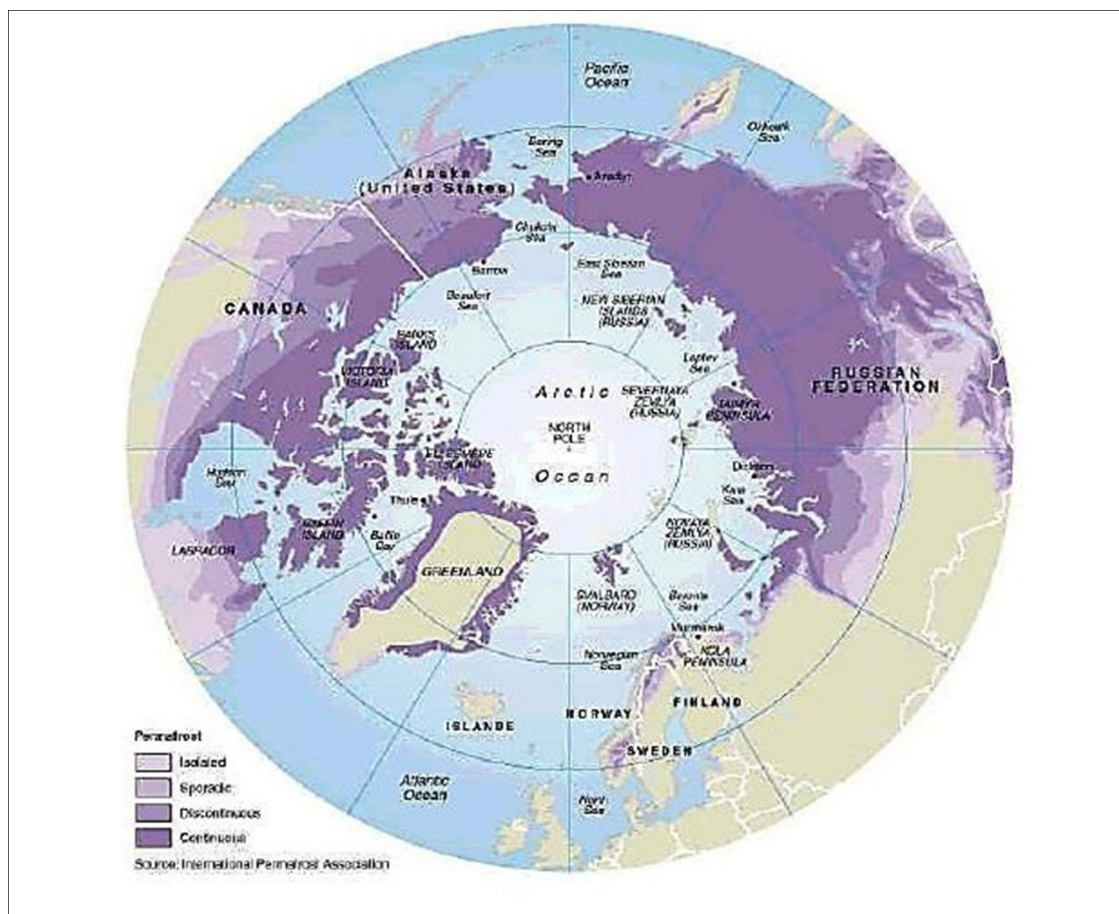 Pacific
Ocean
Okhotsk
Sea
Bering
Sea
Alaska
(United States)
Anadyr
Chukchi
Sea
Barrow
East Siberian
Sea
Beaufort
Sea
NEW SIBERIAN
ISLANDS
(RUSSIA)
CANADA
BANKS
ISLAND
Laptev
Sea
VICTORIA
ISLAND
RUSSIAN
FEDERATION
Arctic
SEVERNAYA
ZEMLYA
(RUSSIA)
TAIMYR
PENINSULA
NORTH
POLE
ELLESMERE
ISLAND
Ocean
Hudson
Bay
Dickson
Kara
Sea
Thule
BAFFIN
ISLAND
Baffin
Bay
NOVAYA
ZEMLYA
(RUSSIA)
LABRADOR
GREENLAND
SVALBARD
(NORWAY)
Barents
Sea
Murmansk
KOLA
PENINSULA
Norwegian
Sea
ISLANDE
NORWAY
FINLAND
SWEDEN
Atlantic
Ocean
North
Sea
Permafrost
Isolated
Sporadic
Discontinuous
Continuous
Source: International Permafrost Association